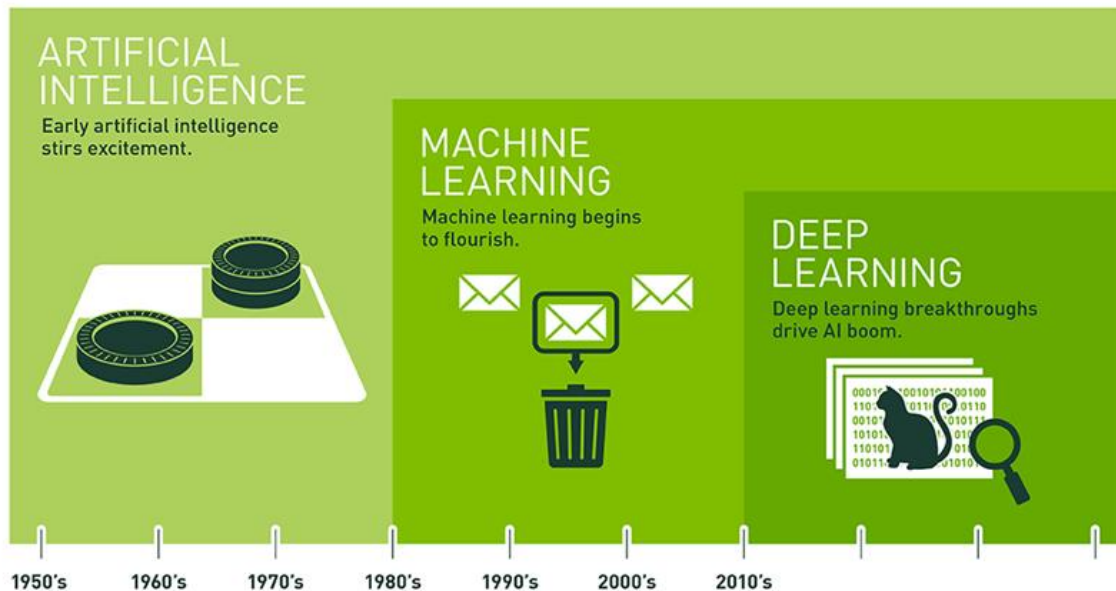 ARTIFICIAL
INTELLIGENCE
Early artificial intelligence
stirs excitement.
MACHINE
LEARNING
Machine learning begins
to flourish.
DEEP
LEARNING
Deep learning breakthroughs
drive AI boom.
1950's
1960's
1970's
1980's
1990's
2000's
2010's